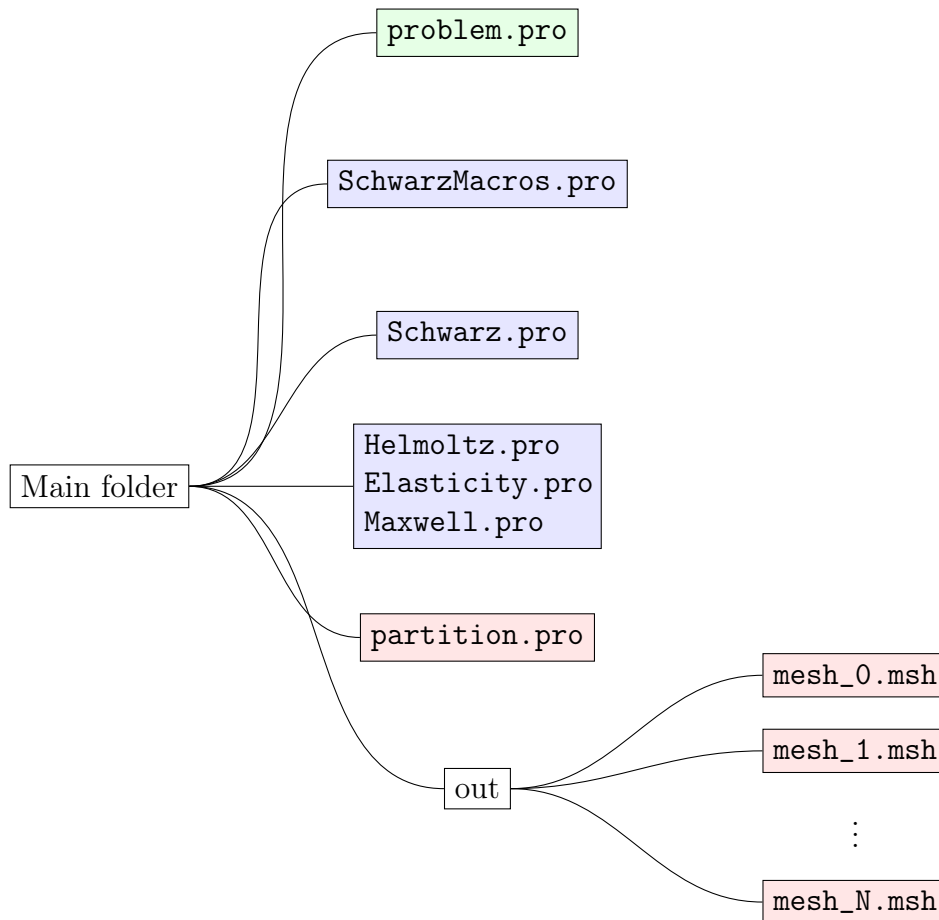 problem.pro
SchwarzMacros.pro
Schwarz.pro
Helmoltz.pro
Elasticity.pro
Maxwell.pro
Main folder
partition.pro
mesh_0.msh
mesh_1.msh
out
⋮
mesh_N.msh